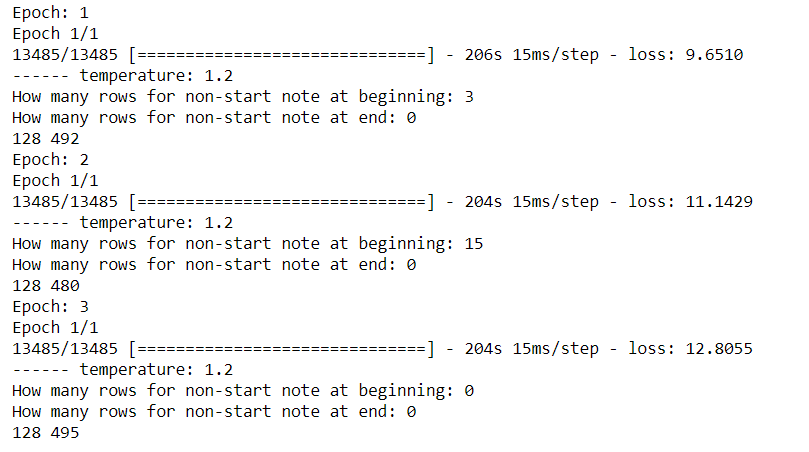 Epoch: 1
Epoch 1/1
13485/13485 [==============================] - 206s 15ms/step - loss: 9.6510
------ temperature: 1.2
How many rows for non-start note at beginning: 3
How many rows for non-start note at end: 0
128 492
Epoch: 2
Epoch 1/1
13485/13485 [==============================] - 204s 15ms/step - loss: 11.1429
------ temperature: 1.2
How many rows for non-start note at beginning: 15
How many rows for non-start note at end: 0
128 480
Epoch: 3
Epoch 1/1
13485/13485 [==============================] - 204s 15ms/step - loss: 12.8055
------ temperature: 1.2
How many rows for non-start note at beginning: 0
How many rows for non-start note at end: 0
128 495